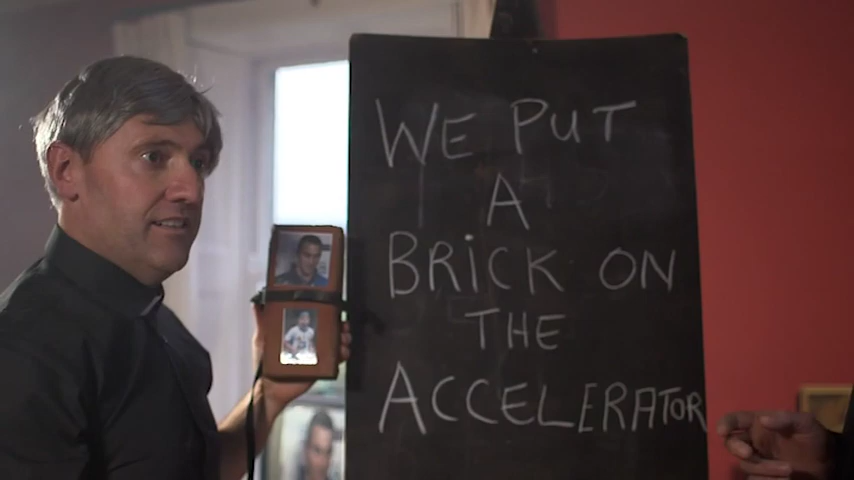 WE PUT
A
BRICK ON
THE
ACCELERATOR